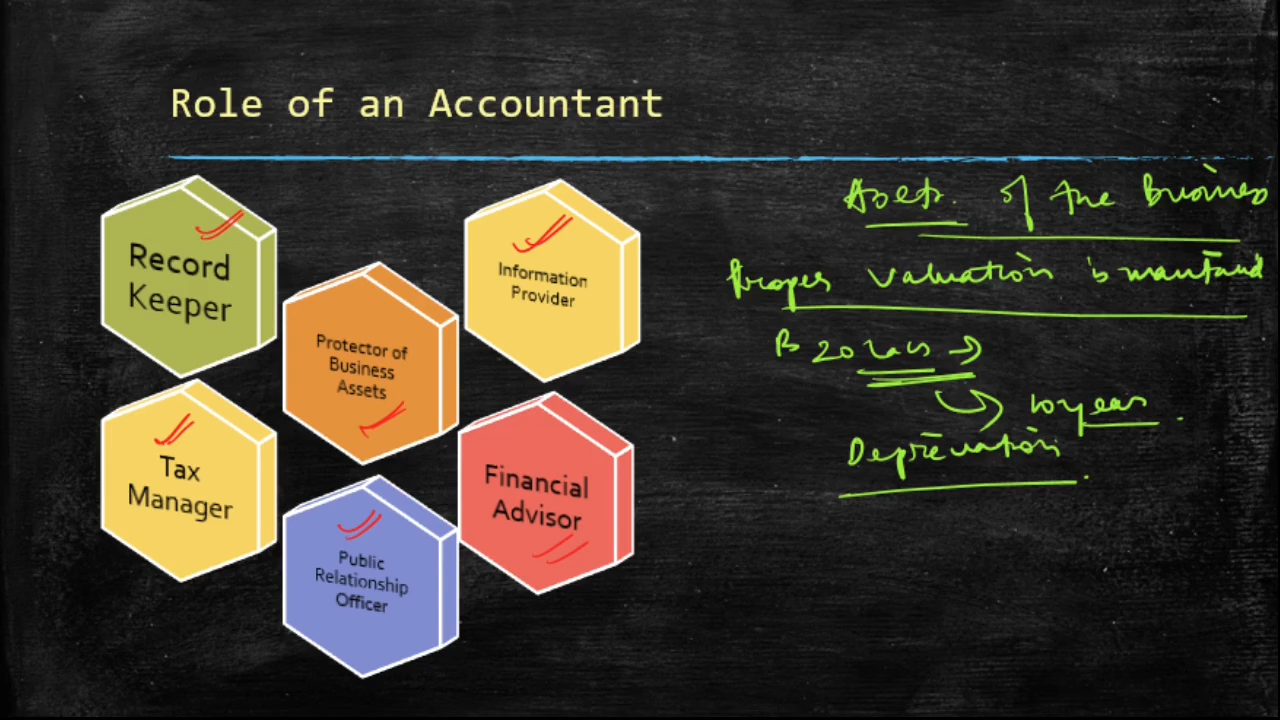 Role of an Accountant
Record
Keeper
Information
Provider
Protector of
Business
Assets
Tax
Manager
Financial
Advisor
Public
Relationship
Officer
Assets of the Business
Proper Valuation is
20 lacs →
10 years
Depreciation